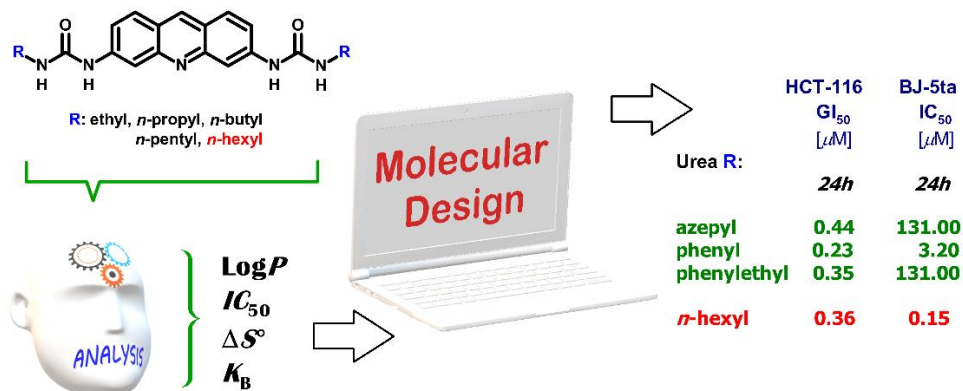 R N H O N H N N H O N H R
R: ethyl, n-propyl, n-butyl
n-pentyl, n-hexyl
ANALYSIS
LogP
IC50
ΔS°
KB
Molecular
Design
HCT-116 BJ-5ta
GI50 IC50
[μM] [μM]
Urea R:
24h 24h
azepyl 0.44 131.00
phenyl 0.23 3.20
phenylethyl 0.35 131.00
n-hexyl 0.36 0.15